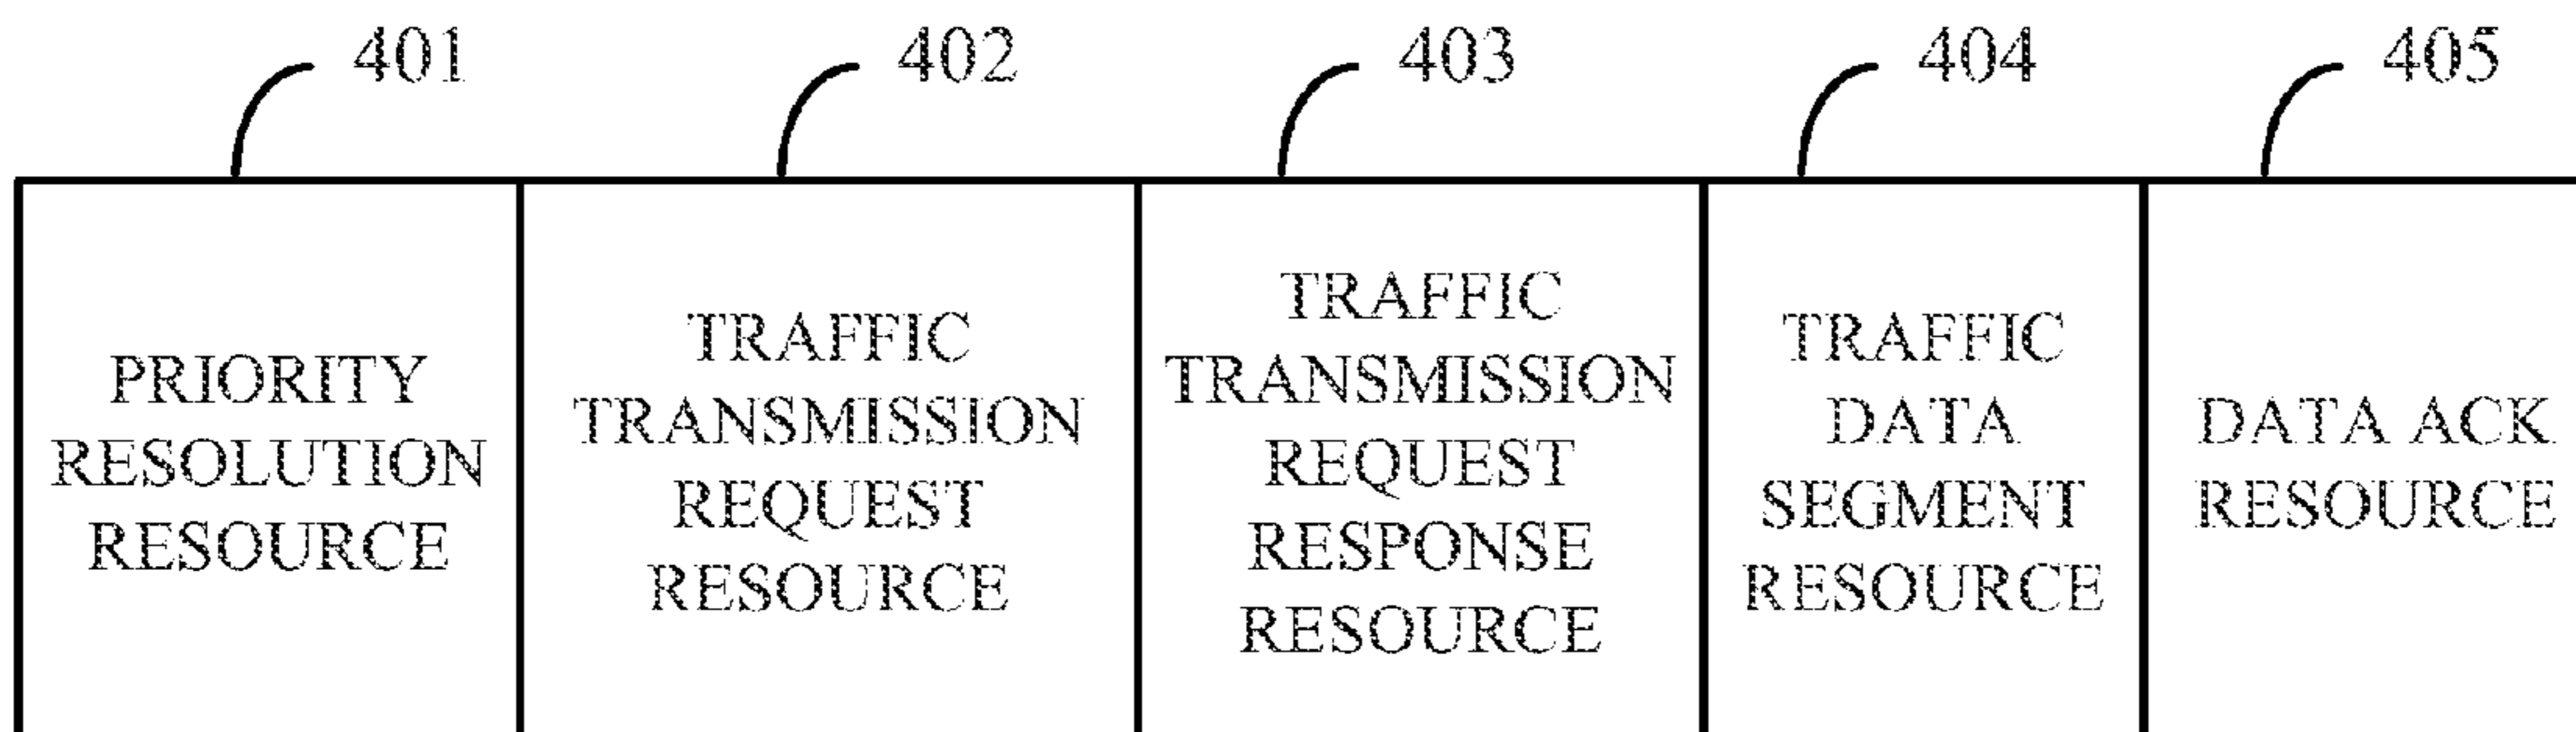 401
402
403
404
405
PRIORITY
RESOLUTION
RESOURCE
TRAFFIC
TRANSMISSION
REQUEST
RESOURCE
TRAFFIC
TRANSMISSION
REQUEST
RESPONSE
RESOURCE
TRAFFIC
DATA
SEGMENT
RESOURCE
DATA ACK
RESOURCE